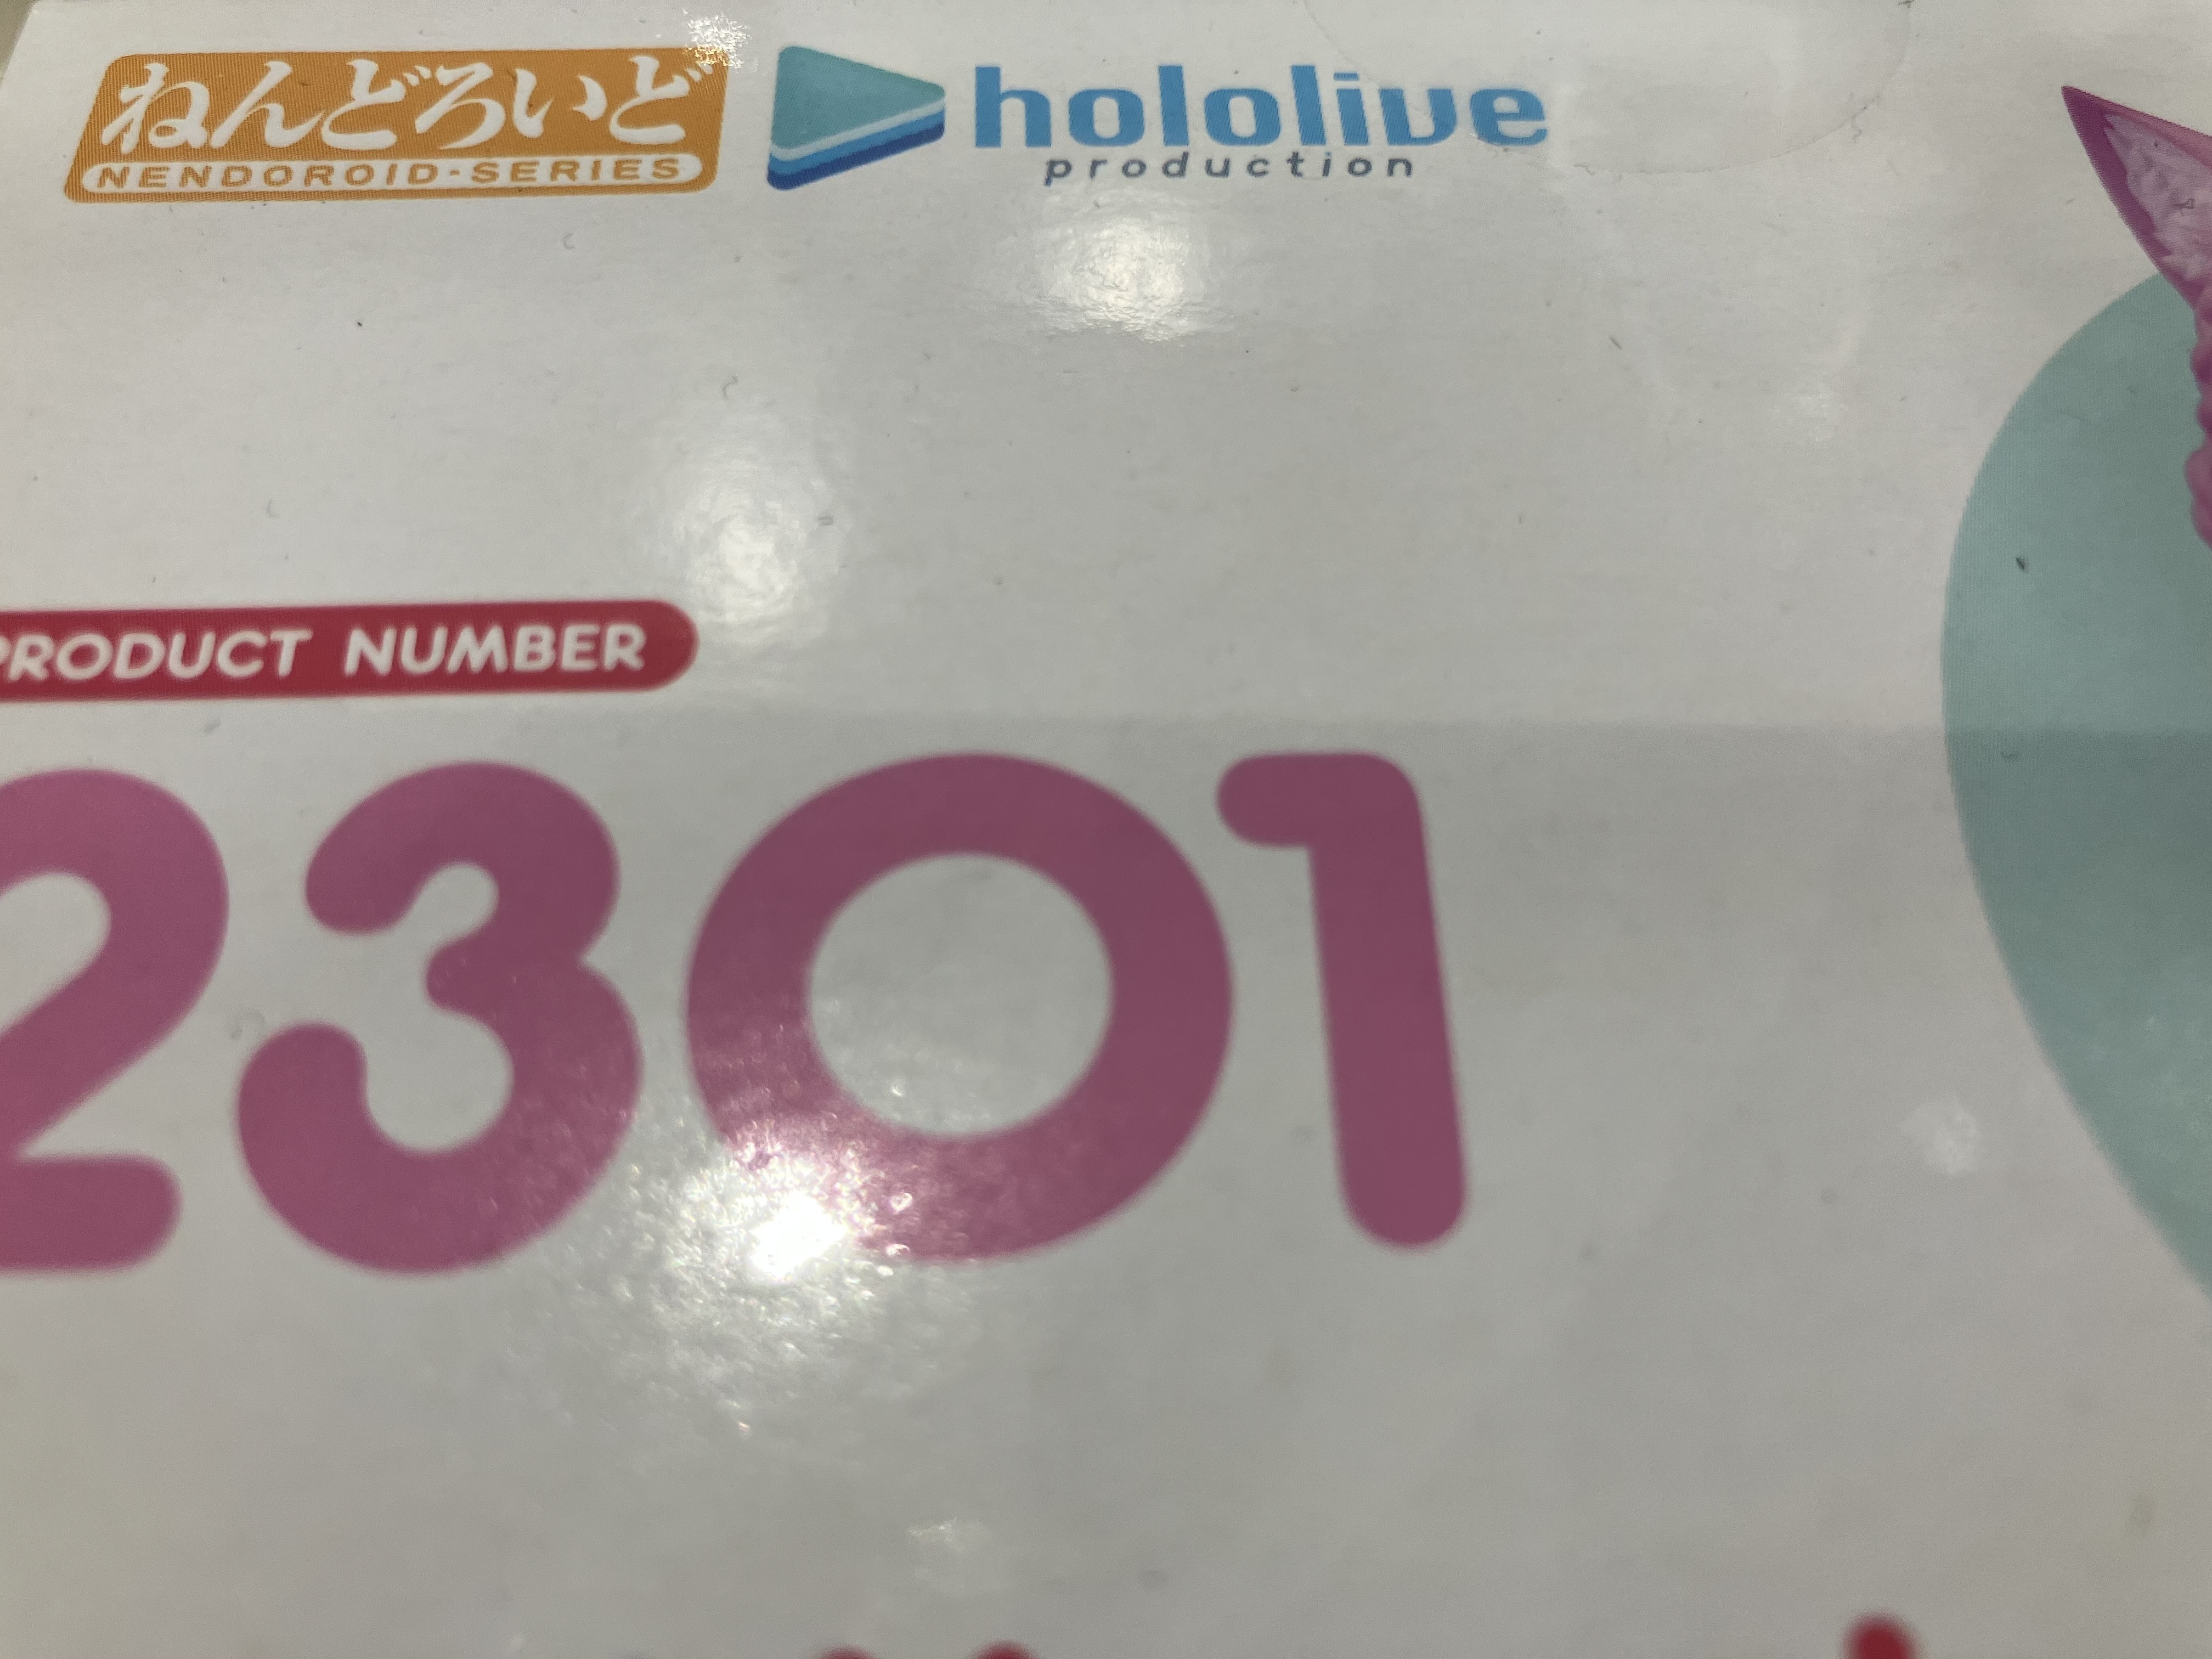 ねんどろいど
NENDOROID·SERIES
hololive
production
PRODUCT NUMBER
2301